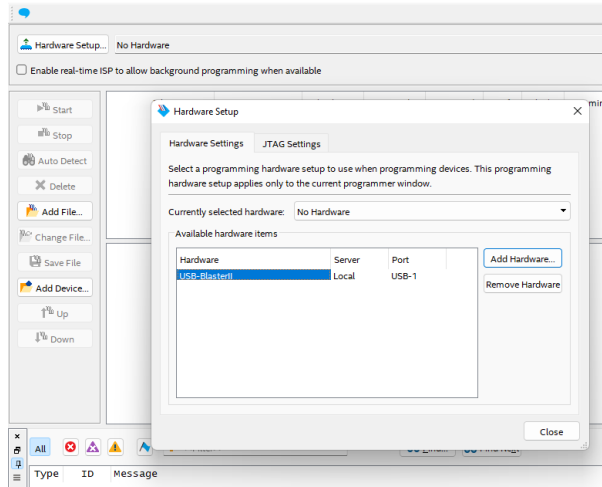 Hardware Setup... No Hardware
Enable real-time ISP to allow background programming when available
Start
Stop
Auto Detect
Delete
Add File...
Change File...
Save File
Add Device...
Up
Down
Hardware Setup
Hardware Settings JTAG Settings
Select a programming hardware setup to use when programming devices. This programming
hardware setup applies only to the current programmer window.
Currently selected hardware: No Hardware
Available hardware items
Hardware Server Port
USB-BlasterII Local USB-1
Add Hardware...
Remove Hardware
Close
All
Type ID Message